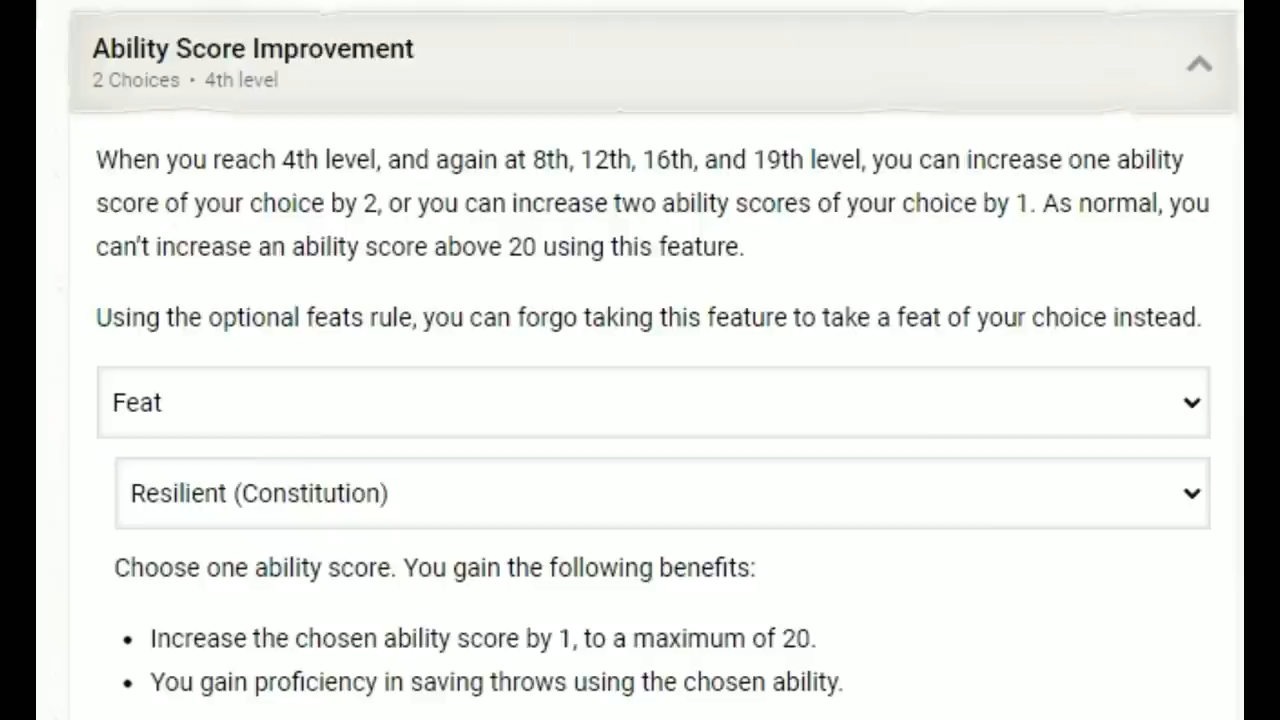 Ability Score Improvement
2 Choices • 4th level
When you reach 4th level, and again at 8th, 12th, 16th, and 19th level, you can increase one ability
score of your choice by 2, or you can increase two ability scores of your choice by 1. As normal, you
can't increase an ability score above 20 using this feature.
Using the optional feats rule, you can forgo taking this feature to take a feat of your choice instead.
Feat
Resilient (Constitution)
Choose one ability score. You gain the following benefits:
• Increase the chosen ability score by 1, to a maximum of 20.
• You gain proficiency in saving throws using the chosen ability.